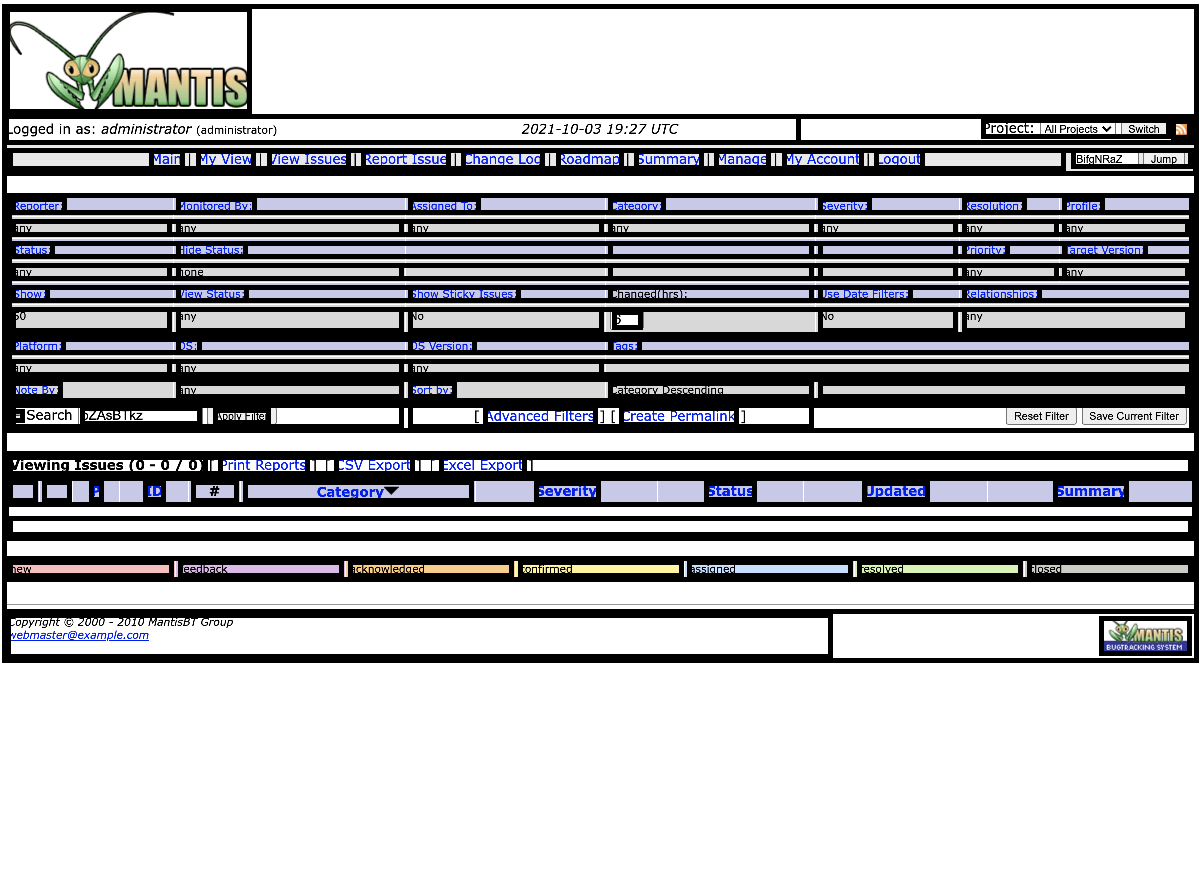 MANTIS
Logged in as: administrator (administrator) 2021-10-03 19:27 UTC Project: All Projects Switch
Main | My View | View Issues | Report Issue | Change Log | Roadmap | Summary | Manage | My Account | Logout BifgNRaZ Jump
Reporter: Monitored By: Assigned To: Category: Severity: Resolution: Profile:
any any any any any any any
Status: Hide Status: Priority: Target Version:
any none any any
Show: View Status: Show Sticky Issues: Changed(hrs): Use Date Filters: Relationships:
50 any No 6 No any
Platform: OS: OS Version: Tags:
any any any
Note By: any Sort by: Category Descending
Search Apply Filter [ Advanced Filters ] [ Create Permalink ] Reset Filter Save Current Filter
Viewing Issues (0 - 0 / 0) [ Print Reports ] [ CSV Export ] [ Excel Export ]
P ID # Category Severity Status Updated Summary
new feedback acknowledged confirmed assigned resolved closed
Copyright © 2000 - 2010 MantisBT Group
webmaster@example.com
MANTIS
BUGTRACKING SYSTEM